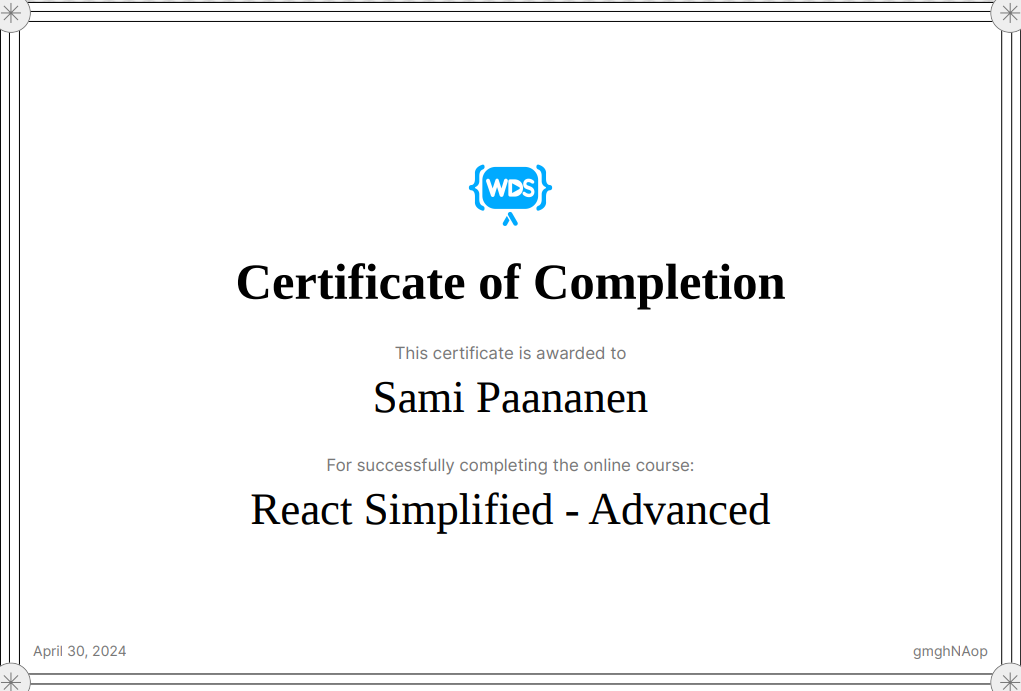 WDS
Certificate of Completion
This certificate is awarded to
Sami Paananen
For successfully completing the online course:
React Simplified - Advanced
April 30, 2024
gmghNAop